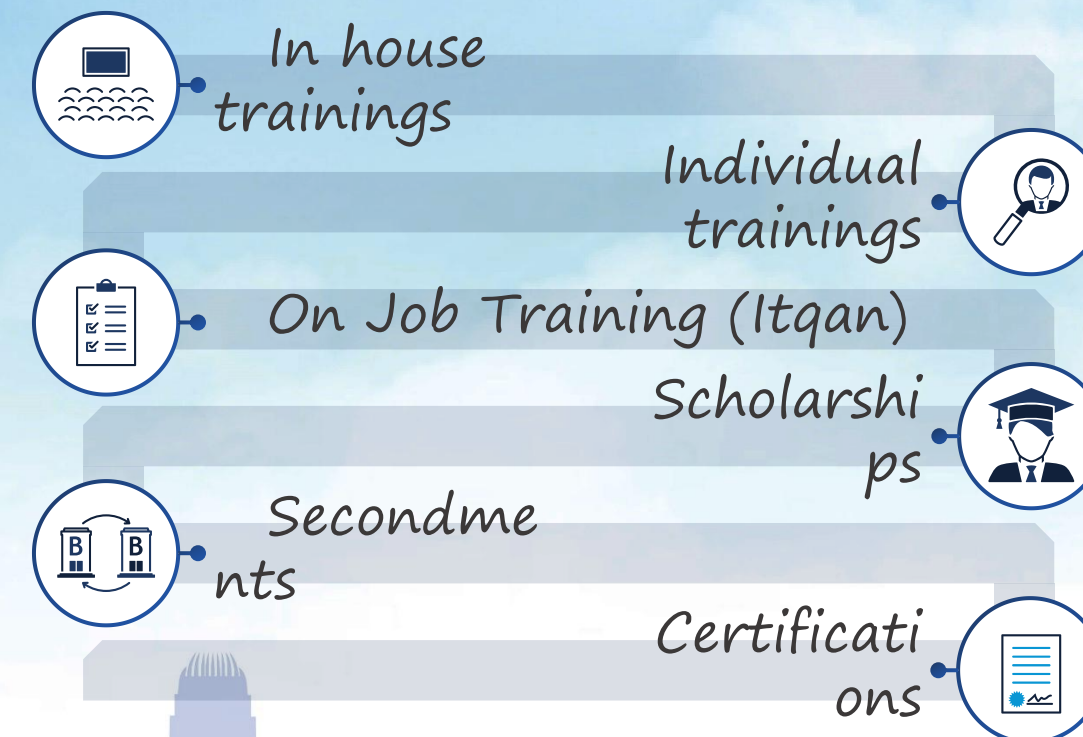 In house
trainings
Individual
trainings
On Job Training (Itqan)
Scholarshi
ps
B B
Secondme
nts
Certificati
ons